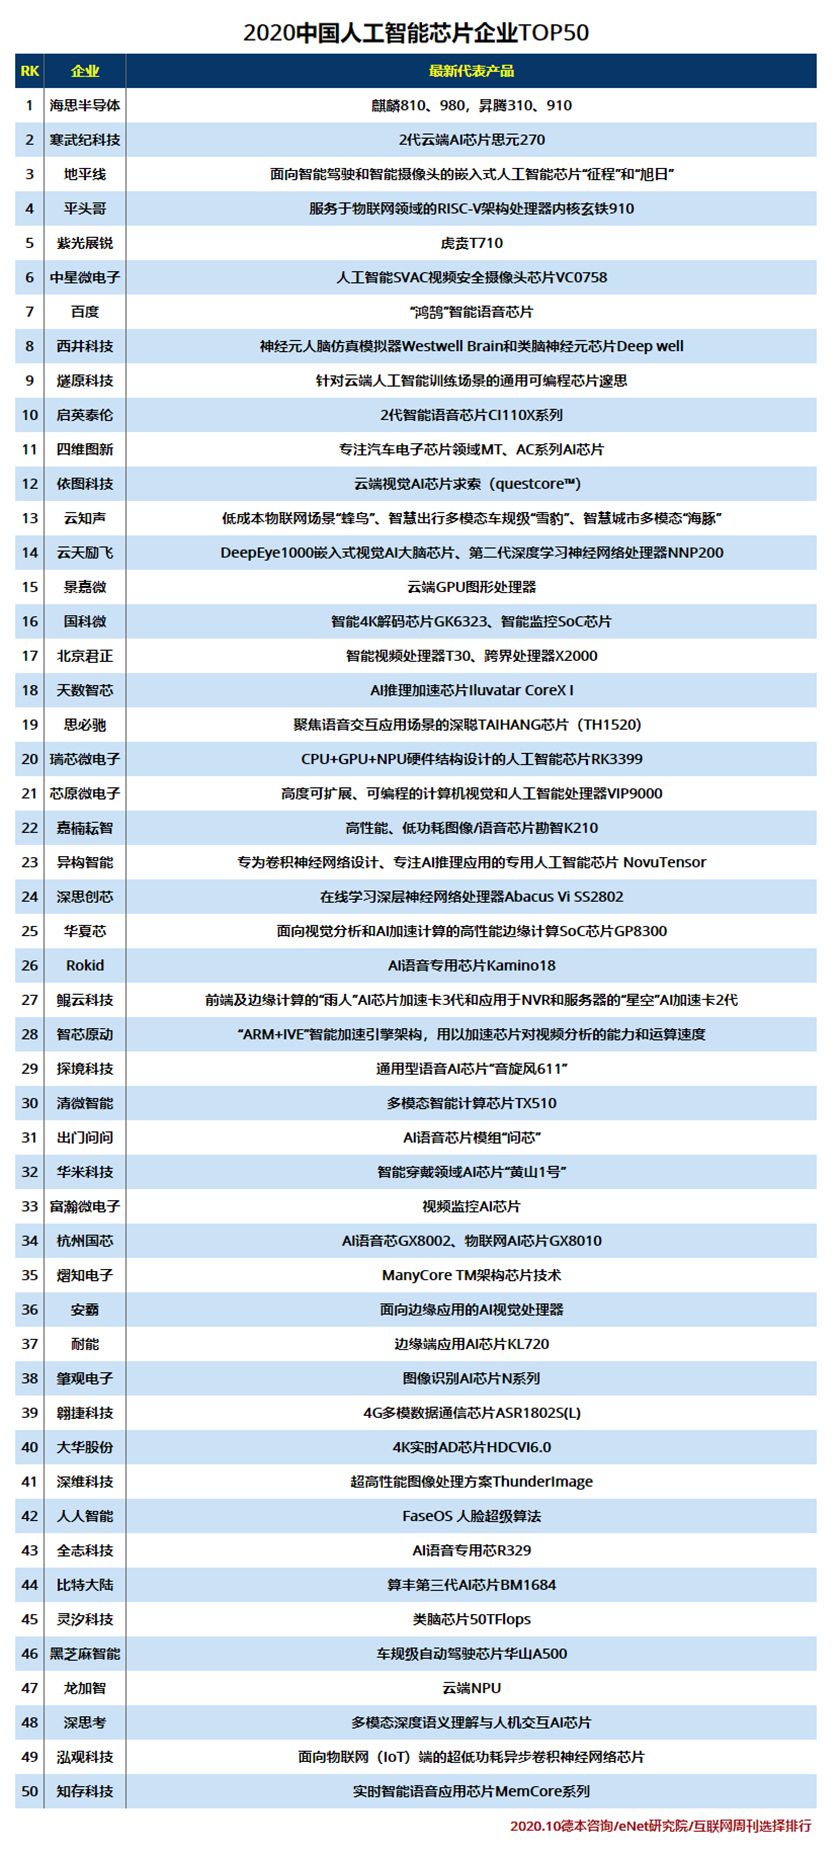 2020中国人工智能芯片企业TOP50
RK 企业 最新代表产品
1 海思半导体 麒麟810、980，昇腾310、910
2 寒武纪科技 2代云端AI芯片思元270
3 地平线 面向智能驾驶和智能摄像头的嵌入式人工智能芯片“征程”和“旭日”
4 平头哥 服务于物联网领域的RISC-V架构处理器内核玄铁910
5 紫光展锐 虎贲T710
6 中星微电子 人工智能SVAC视频安全摄像头芯片VC0758
7 百度 “鸿鹄”智能语音芯片
8 西井科技 神经元人脑仿真模拟器Westwell Brain和类脑神经元芯片Deep well
9 燧原科技 针对云端人工智能训练场景的通用可编程芯片邃思
10 启英泰伦 2代智能语音芯片CI110X系列
11 四维图新 专注汽车电子芯片领域MT、AC系列AI芯片
12 依图科技 云端视觉AI芯片求索（questcore™）
13 云知声 低成本物联网场景“蜂鸟”、智慧出行多模态车规级“雪豹”、智慧城市多模态“海豚”
14 云天励飞 DeepEye1000嵌入式视觉AI大脑芯片、第二代深度学习神经网络处理器NNP200
15 景嘉微 云端GPU图形处理器
16 国科微 智能4K解码芯片GK6323、智能监控SoC芯片
17 北京君正 智能视频处理器T30、跨界处理器X2000
18 天数智芯 AI推理加速芯片Iluvatar CoreX I
19 思必驰 聚焦语音交互应用场景的深聪TAIHANG芯片（TH1520）
20 瑞芯微电子 CPU+GPU+NPU硬件结构设计的人工智能芯片RK3399
21 芯原微电子 高度可扩展、可编程的计算机视觉和人工智能处理器VIP9000
22 嘉楠耘智 高性能、低功耗图像/语音芯片勘智K210
23 异构智能 专为卷积神经网络设计、专注AI推理应用的专用人工智能芯片 NovuTensor
24 深思创芯 在线学习深层神经网络处理器Abacus Vi SS2802
25 华夏芯 面向视觉分析和AI加速计算的高性能边缘计算SoC芯片GP8300
26 Rokid AI语音专用芯片Kamino18
27 鲲云科技 前端及边缘计算的“雨人”AI芯片加速卡3代和应用于NVR和服务器的“星空”AI加速卡2代
28 智芯原动 “ARM+IVE”智能加速引擎架构，用以加速芯片对视频分析的能力和运算速度
29 探境科技 通用型语音AI芯片“音旋风611”
30 清微智能 多模态智能计算芯片TX510
31 出门问问 AI语音芯片模组“问芯”
32 华米科技 智能穿戴领域AI芯片“黄山1号”
33 富瀚微电子 视频监控AI芯片
34 杭州国芯 AI语音芯GX8002、物联网AI芯片GX8010
35 熠知电子 ManyCore TM架构芯片技术
36 安霸 面向边缘应用的AI视觉处理器
37 耐能 边缘端应用AI芯片KL720
38 肇观电子 图像识别AI芯片N系列
39 翱捷科技 4G多模数据通信芯片ASR1802S(L)
40 大华股份 4K实时AD芯片HDCVI6.0
41 深维科技 超高性能图像处理方案ThunderImage
42 人人智能 FaseOS 人脸超级算法
43 全志科技 AI语音专用芯R329
44 比特大陆 算丰第三代AI芯片BM1684
45 灵汐科技 类脑芯片50TFlops
46 黑芝麻智能 车规级自动驾驶芯片华山A500
47 龙加智 云端NPU
48 深思考 多模态深度语义理解与人机交互AI芯片
49 泓观科技 面向物联网（IoT）端的超低功耗异步卷积神经网络芯片
50 知存科技 实时智能语音应用芯片MemCore系列
2020.10德本咨询/eNet研究院/互联网周刊选择排行